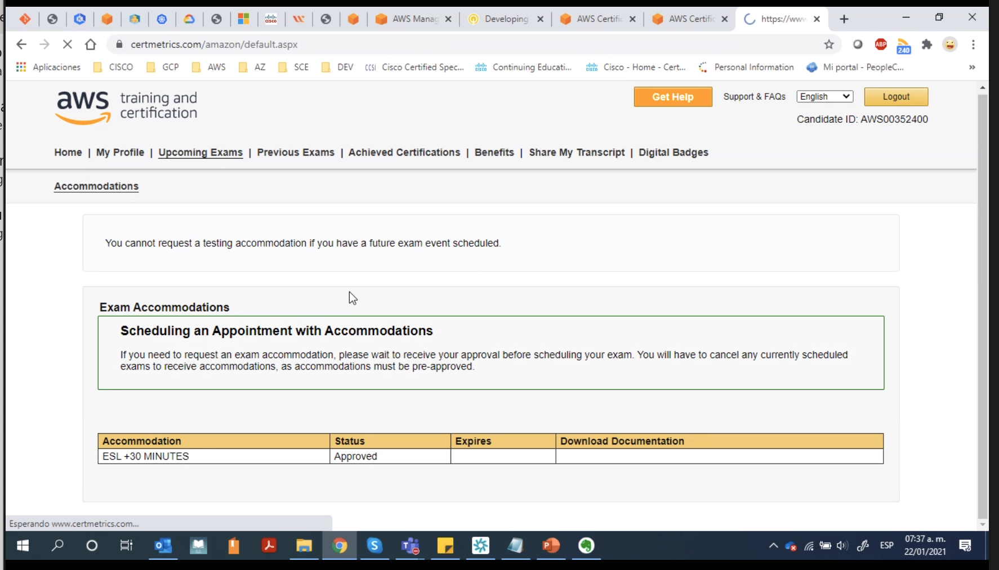 AWS Manag
Developing
AWS Certific
AWS Certific
https://www
certmetrics.com/amazon/default.aspx
ABP
240
Aplicaciones
CISCO
GCP
AWS
AZ
SCE
DEV
CCSI
Cisco Certified Spec...
Continuing Educati...
Cisco - Home - Cert...
Personal Information
Mi portal - PeopleC...
»
aws training and
certification
Get Help
Support & FAQs
English
Logout
Candidate ID: AWS00352400
Home | My Profile | Upcoming Exams | Previous Exams | Achieved Certifications | Benefits | Share My Transcript | Digital Badges
Accommodations
You cannot request a testing accommodation if you have a future exam event scheduled.
Exam Accommodations
Scheduling an Appointment with Accommodations
If you need to request an exam accommodation, please wait to receive your approval before scheduling your exam. You will have to cancel any currently scheduled
exams to receive accommodations, as accommodations must be pre-approved.
Accommodation Status Expires Download Documentation
ESL +30 MINUTES Approved
Esperando www.certmetrics.com...
ESP
07:37 a. m.
22/01/2021